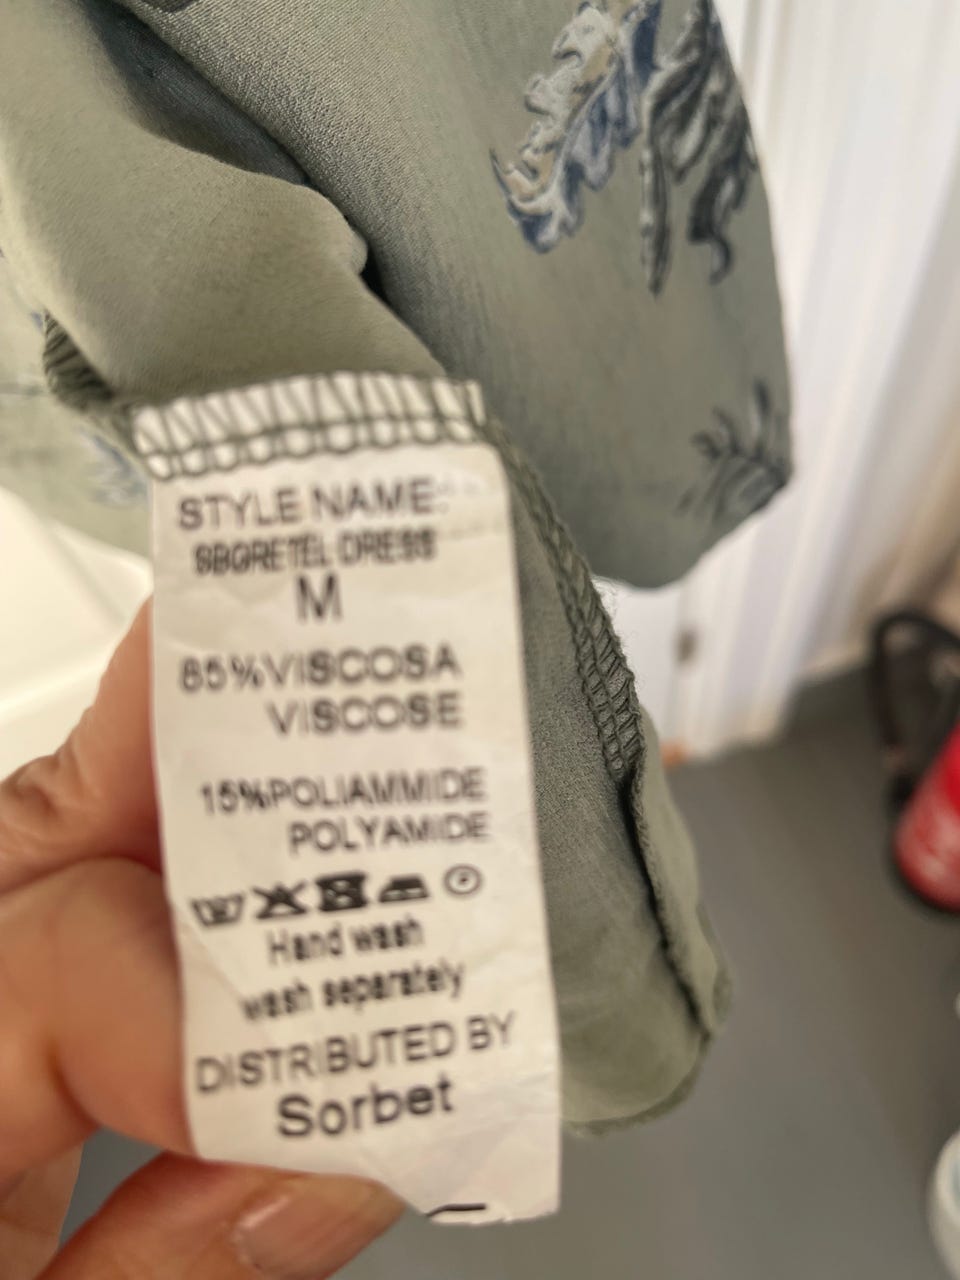 STYLE NAME:
SBGRETEL DRESS
M
85%VISCOSA
VISCOSE
15%POLIAMMIDE
POLYAMIDE
Hand wash
wash separately
DISTRIBUTED BY
Sorbet